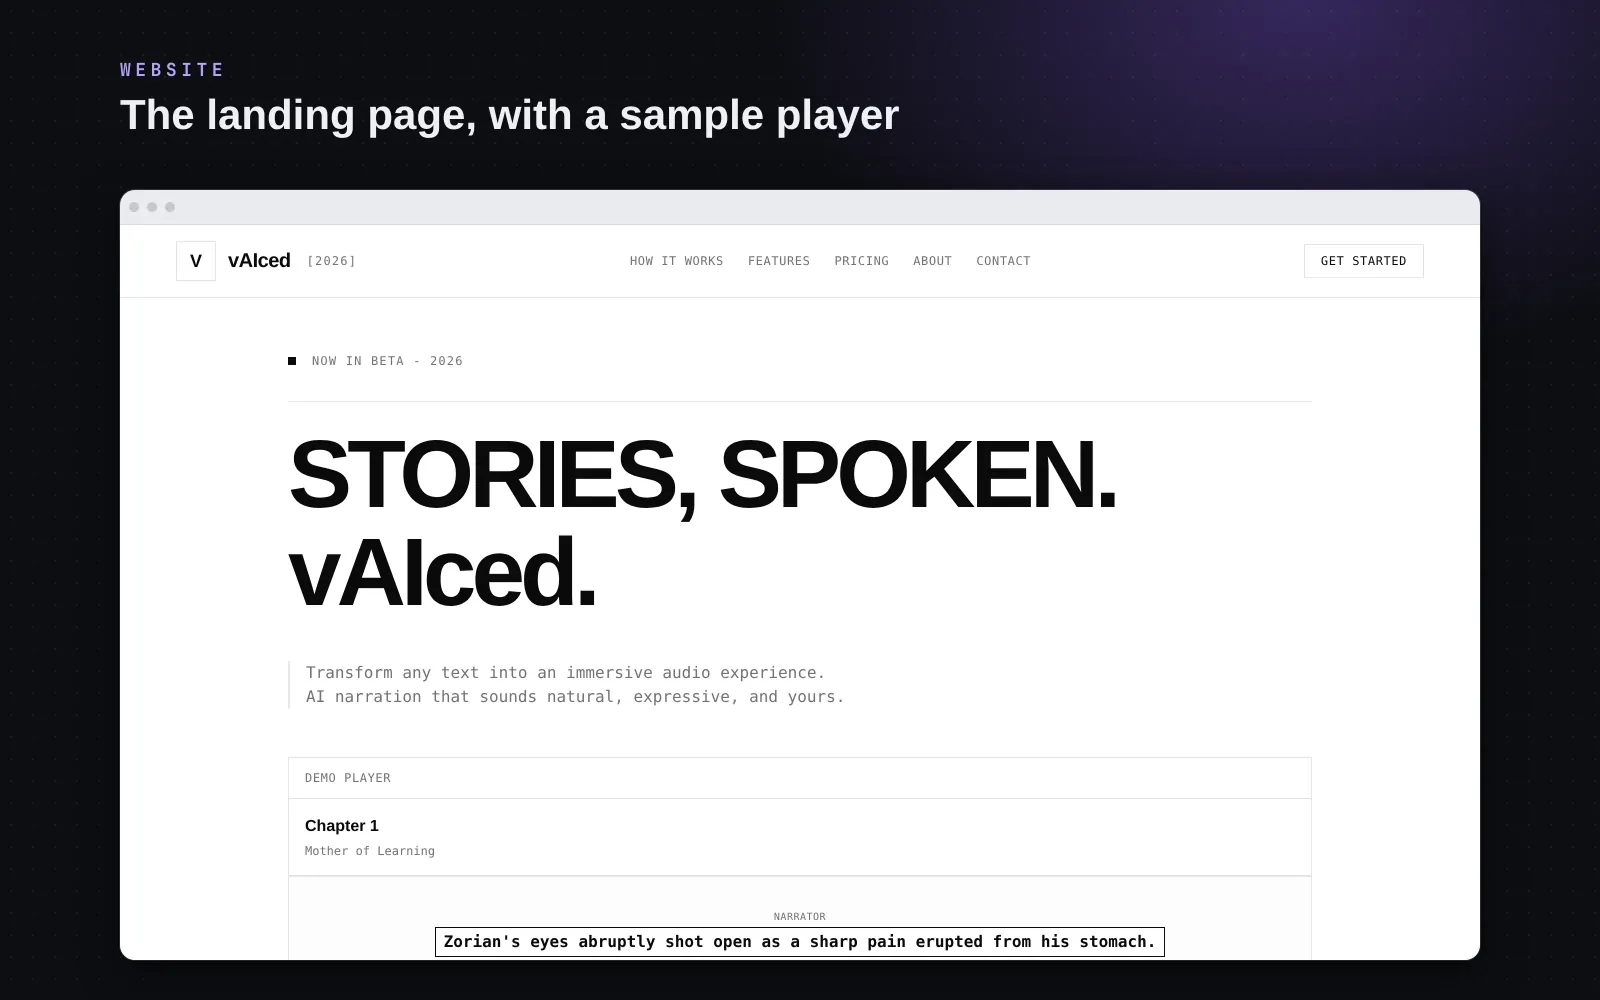 WEBSITE
The landing page, with a sample player
V vAIced [2026] HOW IT WORKS FEATURES PRICING ABOUT CONTACT GET STARTED
NOW IN BETA - 2026
STORIES, SPOKEN.
vAIced.
Transform any text into an immersive audio experience.
AI narration that sounds natural, expressive, and yours.
DEMO PLAYER
Chapter 1
Mother of Learning
NARRATOR
Zorian's eyes abruptly shot open as a sharp pain erupted from his stomach.